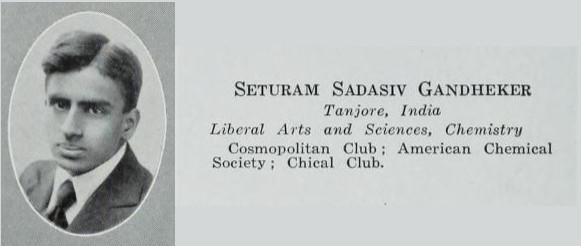 SETURAM SADASIV GANDHEKER
Tanjore, India
Liberal Arts and Sciences, Chemistry
Cosmopolitan Club; American Chemical
Society; Chical Club.